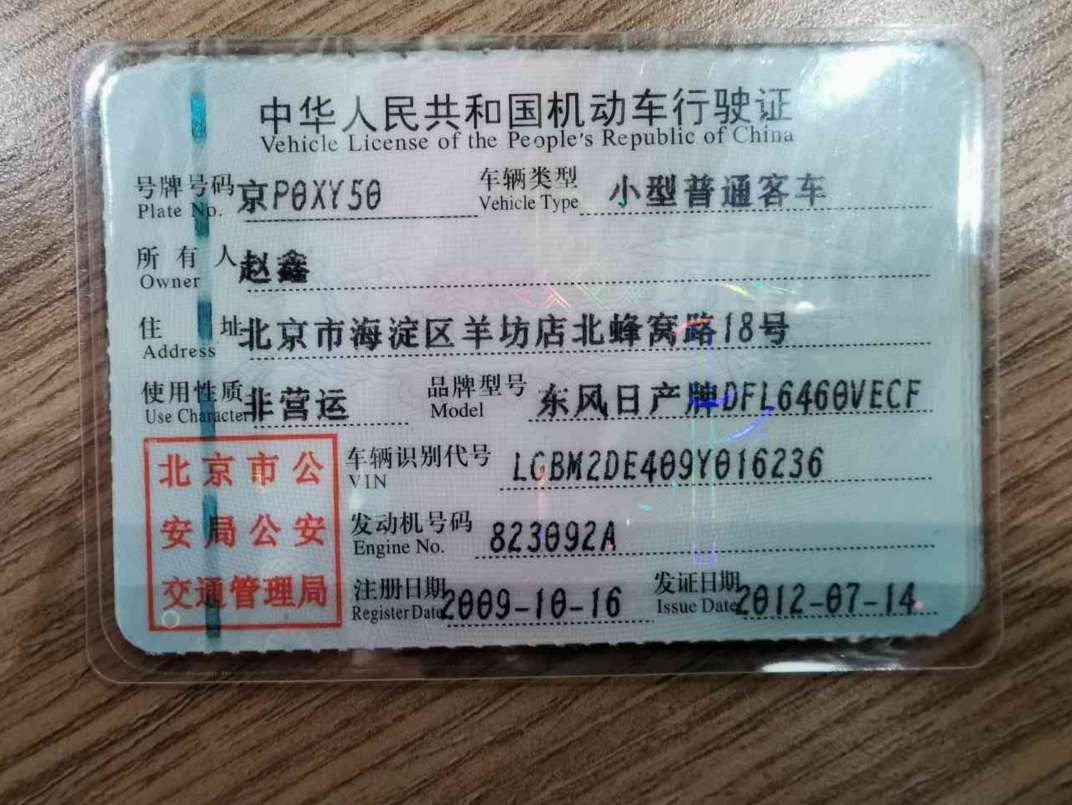 中华人民共和国机动车行驶证
Vehicle License of the People's Republic of China
号牌号码 京P0XY50 车辆类型 小型普通客车
Plate No. Vehicle Type
所有人 赵鑫
Owner
住址 北京市海淀区羊坊店北蜂窝路18号
Address
使用性质 非营运 品牌型号 东风日产牌DFL6460VECF
Use Character Model
北京市公
安局公安
交通管理局
车辆识别代号 LGBM2DE409Y016236
VIN
发动机号码 823092A
Engine No.
注册日期 2009-10-16 发证日期 2012-07-14
Register Date Issue Date